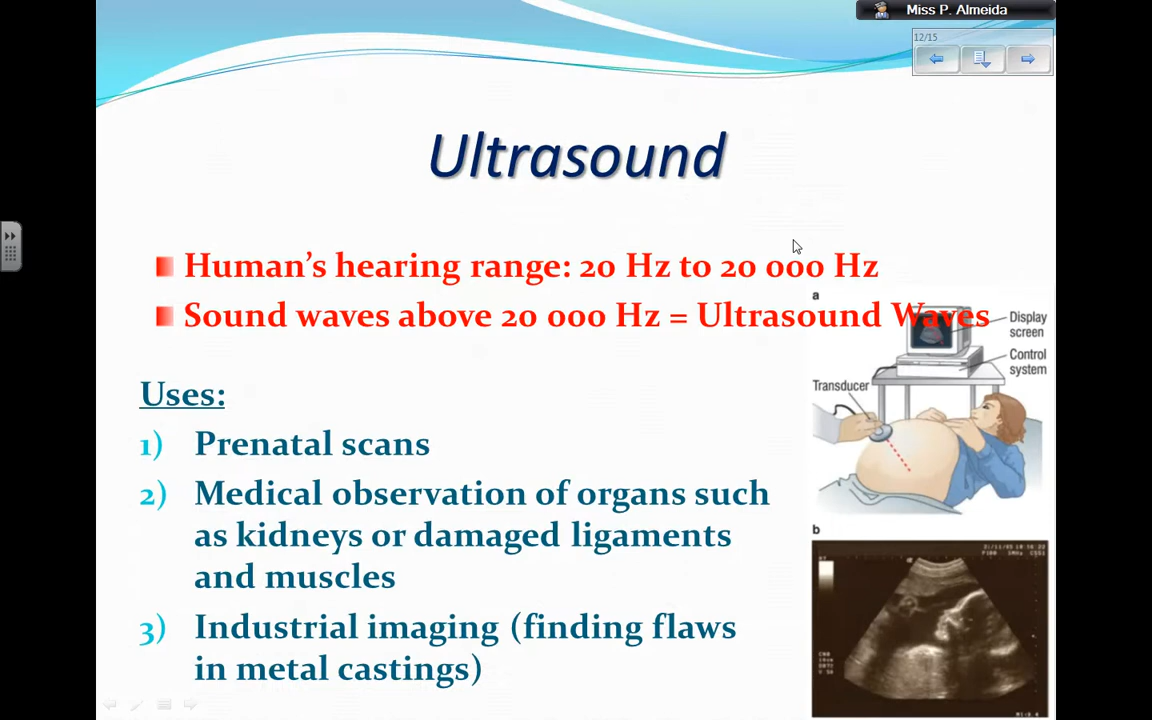 Miss P. Almeida
12/15
Ultrasound
Human’s hearing range: 20 Hz to 20 000 Hz
Sound waves above 20 000 Hz = Ultrasound Waves
a
Display
screen
Control
system
Transducer
Uses:
1) Prenatal scans
2) Medical observation of organs such
as kidneys or damaged ligaments
and muscles
3) Industrial imaging (finding flaws
in metal castings)
b